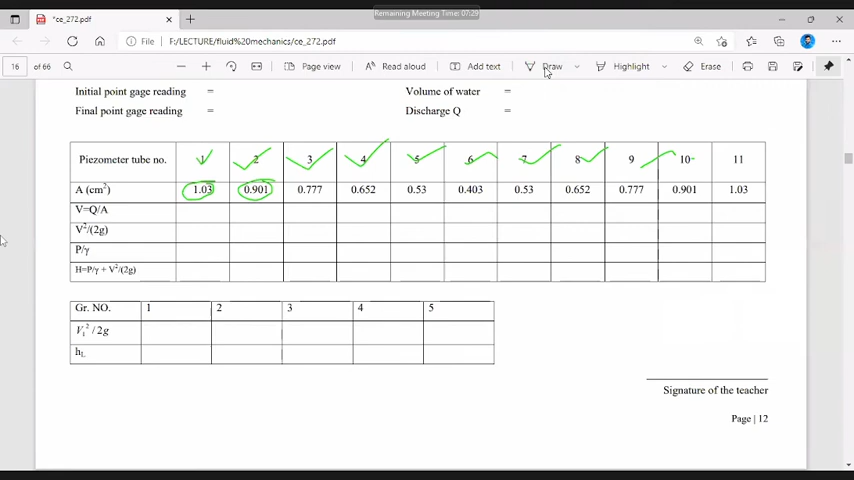 Remaining Meeting Time: 07:29
*ce_272.pdf
File F:/LECTURE/fluid%20mechanics/ce_272.pdf
16 of 66 Page view Read aloud Add text Draw Highlight Erase
Initial point gage reading = Volume of water =
Final point gage reading = Discharge Q =
Piezometer tube no. 1 2 3 4 5 6 7 8 9 10 11
A (cm²) 1.03 0.901 0.777 0.652 0.53 0.403 0.53 0.652 0.777 0.901 1.03
V=Q/A
V²/(2g)
P/γ
H=P/γ + V²/(2g)
Gr. NO. 1 2 3 4 5
V₁²/2g
hL
Signature of the teacher
Page | 12